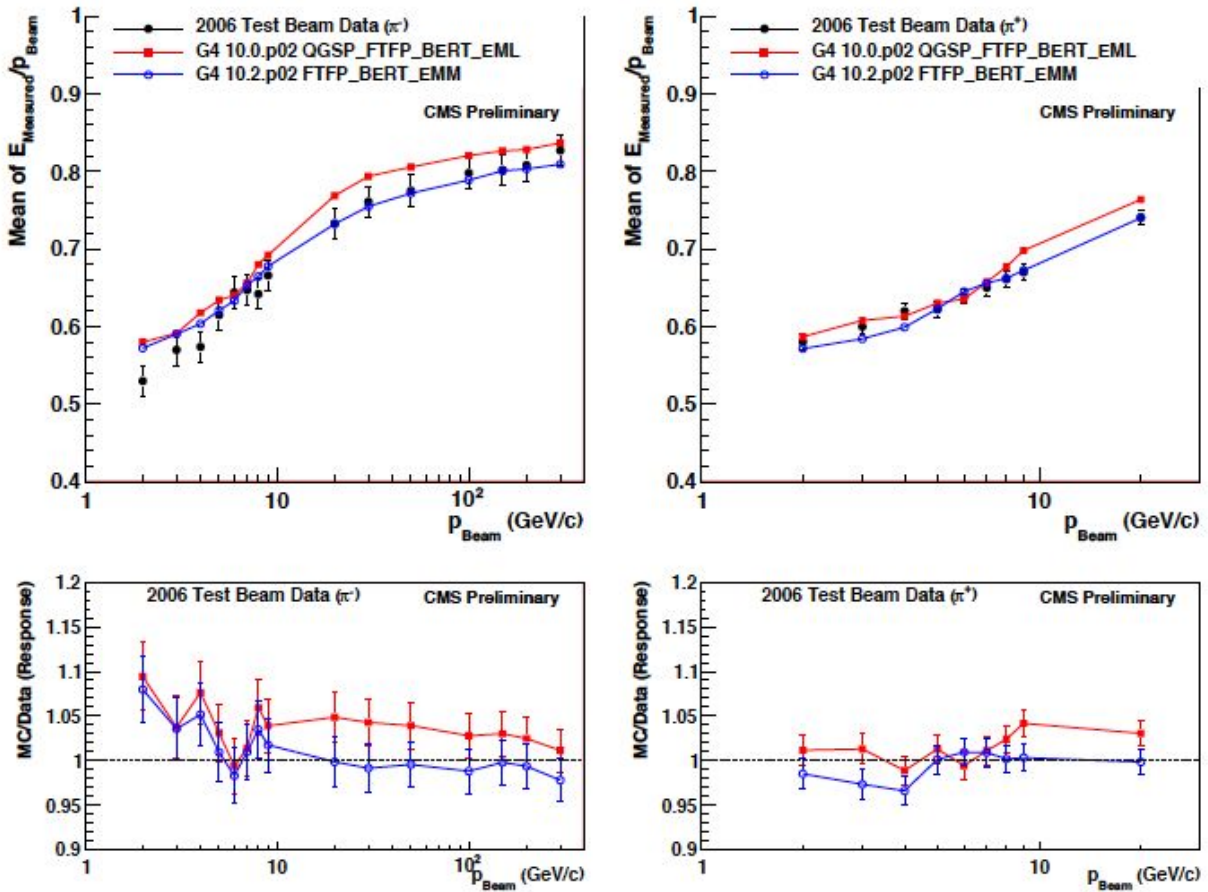 2006 Test Beam Data (π⁻)
G4 10.0.p02 QGSP_FTFP_BERT_EML
G4 10.2.p02 FTFP_BERT_EMM
CMS Preliminary
Mean of E_Measured/p_Beam
1
0.9
0.8
0.7
0.6
0.5
0.4
1 10 10²
p_Beam (GeV/c)
2006 Test Beam Data (π⁺)
G4 10.0.p02 QGSP_FTFP_BERT_EML
G4 10.2.p02 FTFP_BERT_EMM
CMS Preliminary
Mean of E_Measured/p_Beam
1
0.9
0.8
0.7
0.6
0.5
0.4
1 10
p_Beam (GeV/c)
2006 Test Beam Data (π⁻) CMS Preliminary
MC/Data (Response)
1.2
1.15
1.1
1.05
1
0.95
0.9
1 10 10²
p_Beam (GeV/c)
2006 Test Beam Data (π⁺) CMS Preliminary
MC/Data (Response)
1.2
1.15
1.1
1.05
1
0.95
0.9
1 10
p_Beam (GeV/c)